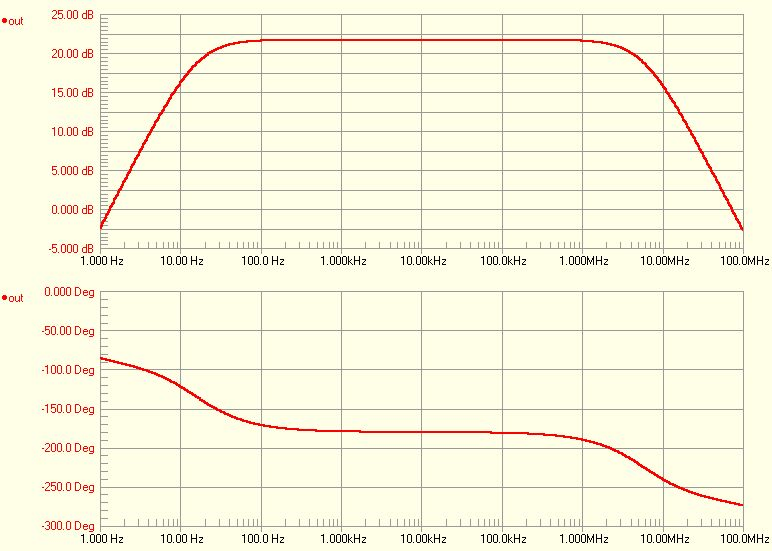 out
25.00 dB
20.00 dB
15.00 dB
10.00 dB
5.000 dB
0.000 dB
-5.000 dB
1.000 Hz 10.00 Hz 100.0 Hz 1.000kHz 10.00kHz 100.0kHz 1.000MHz 10.00MHz 100.0MHz
out
0.000 Deg
-50.00 Deg
-100.0 Deg
-150.0 Deg
-200.0 Deg
-250.0 Deg
-300.0 Deg
1.000 Hz 10.00 Hz 100.0 Hz 1.000kHz 10.00kHz 100.0kHz 1.000MHz 10.00MHz 100.0MHz